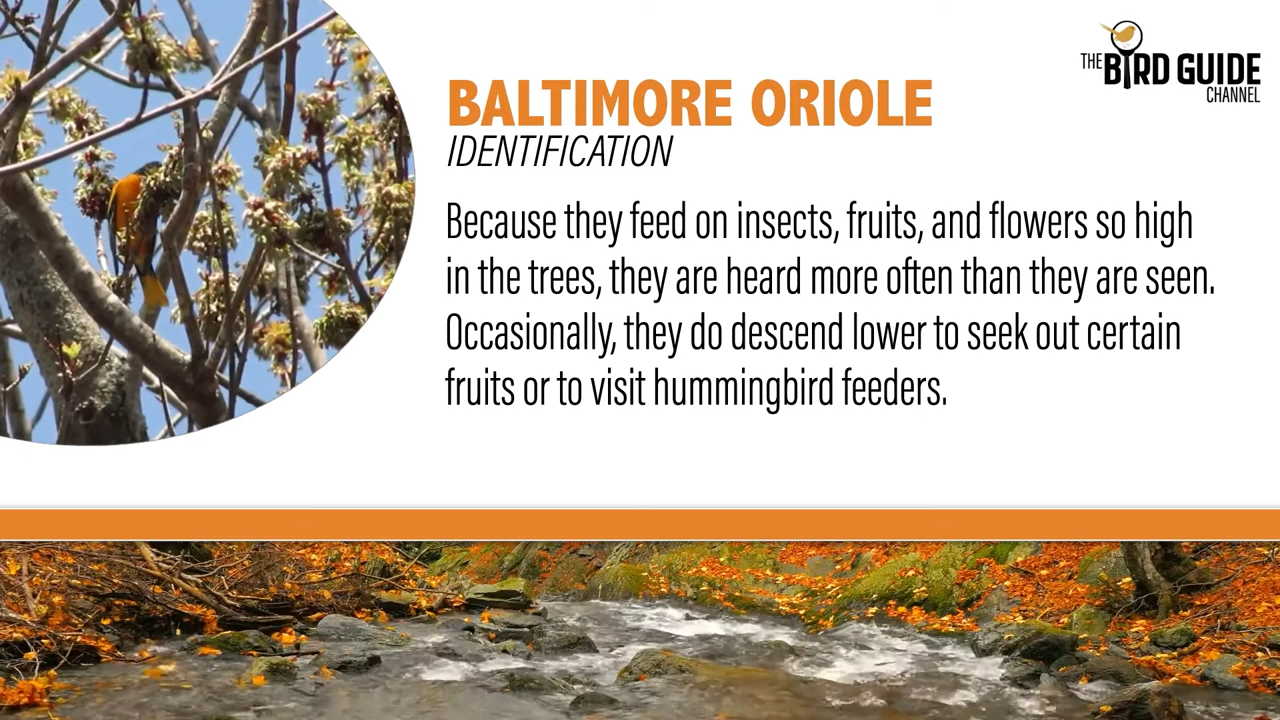 THE BIRD GUIDE
CHANNEL
BALTIMORE ORIOLE
IDENTIFICATION
Because they feed on insects, fruits, and flowers so high
in the trees, they are heard more often than they are seen.
Occasionally, they do descend lower to seek out certain
fruits or to visit hummingbird feeders.